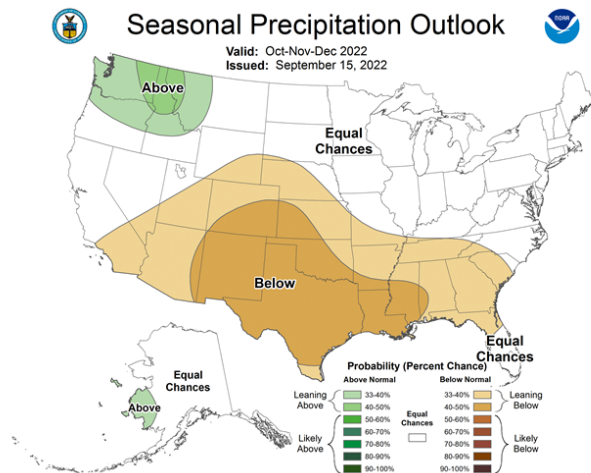 Seasonal Precipitation Outlook
Valid: Oct-Nov-Dec 2022
Issued: September 15, 2022
NOAA
Above
Equal
Chances
Below
Equal
Chances
Equal
Chances
Above
Probability (Percent Chance)
Above Normal
Below Normal
Leaning
Above
33-40%
40-50%
Likely
Above
50-60%
60-70%
70-80%
80-90%
90-100%
Equal
Chances
33-40%
40-50%
Leaning
Below
50-60%
60-70%
70-80%
80-90%
90-100%
Likely
Below